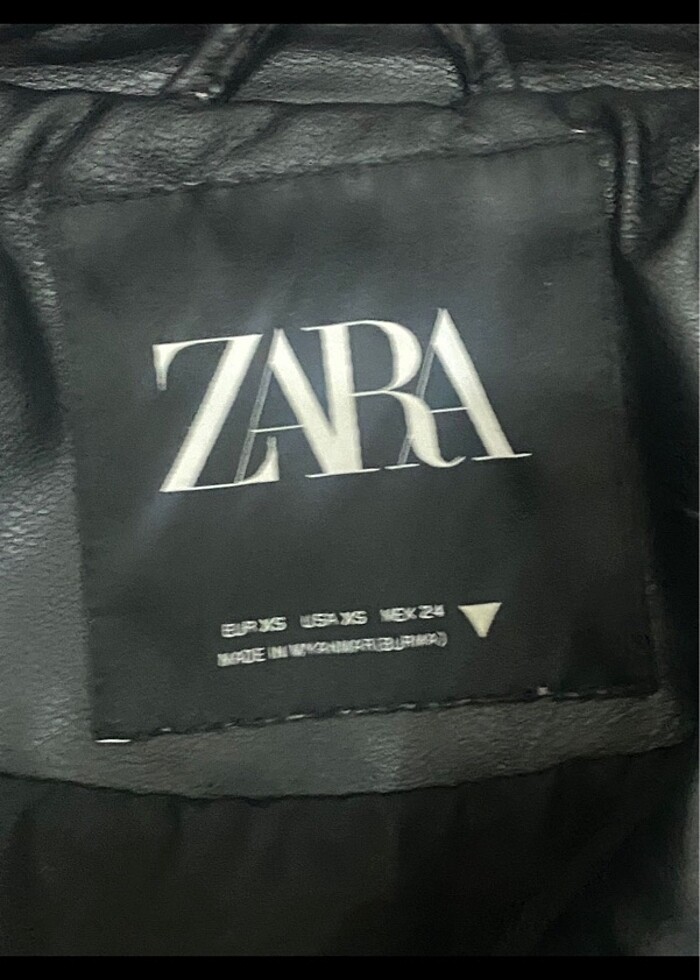 ZARA
EUR XS USA XS MEX 24
MADE IN MYANMAR (BURMA)